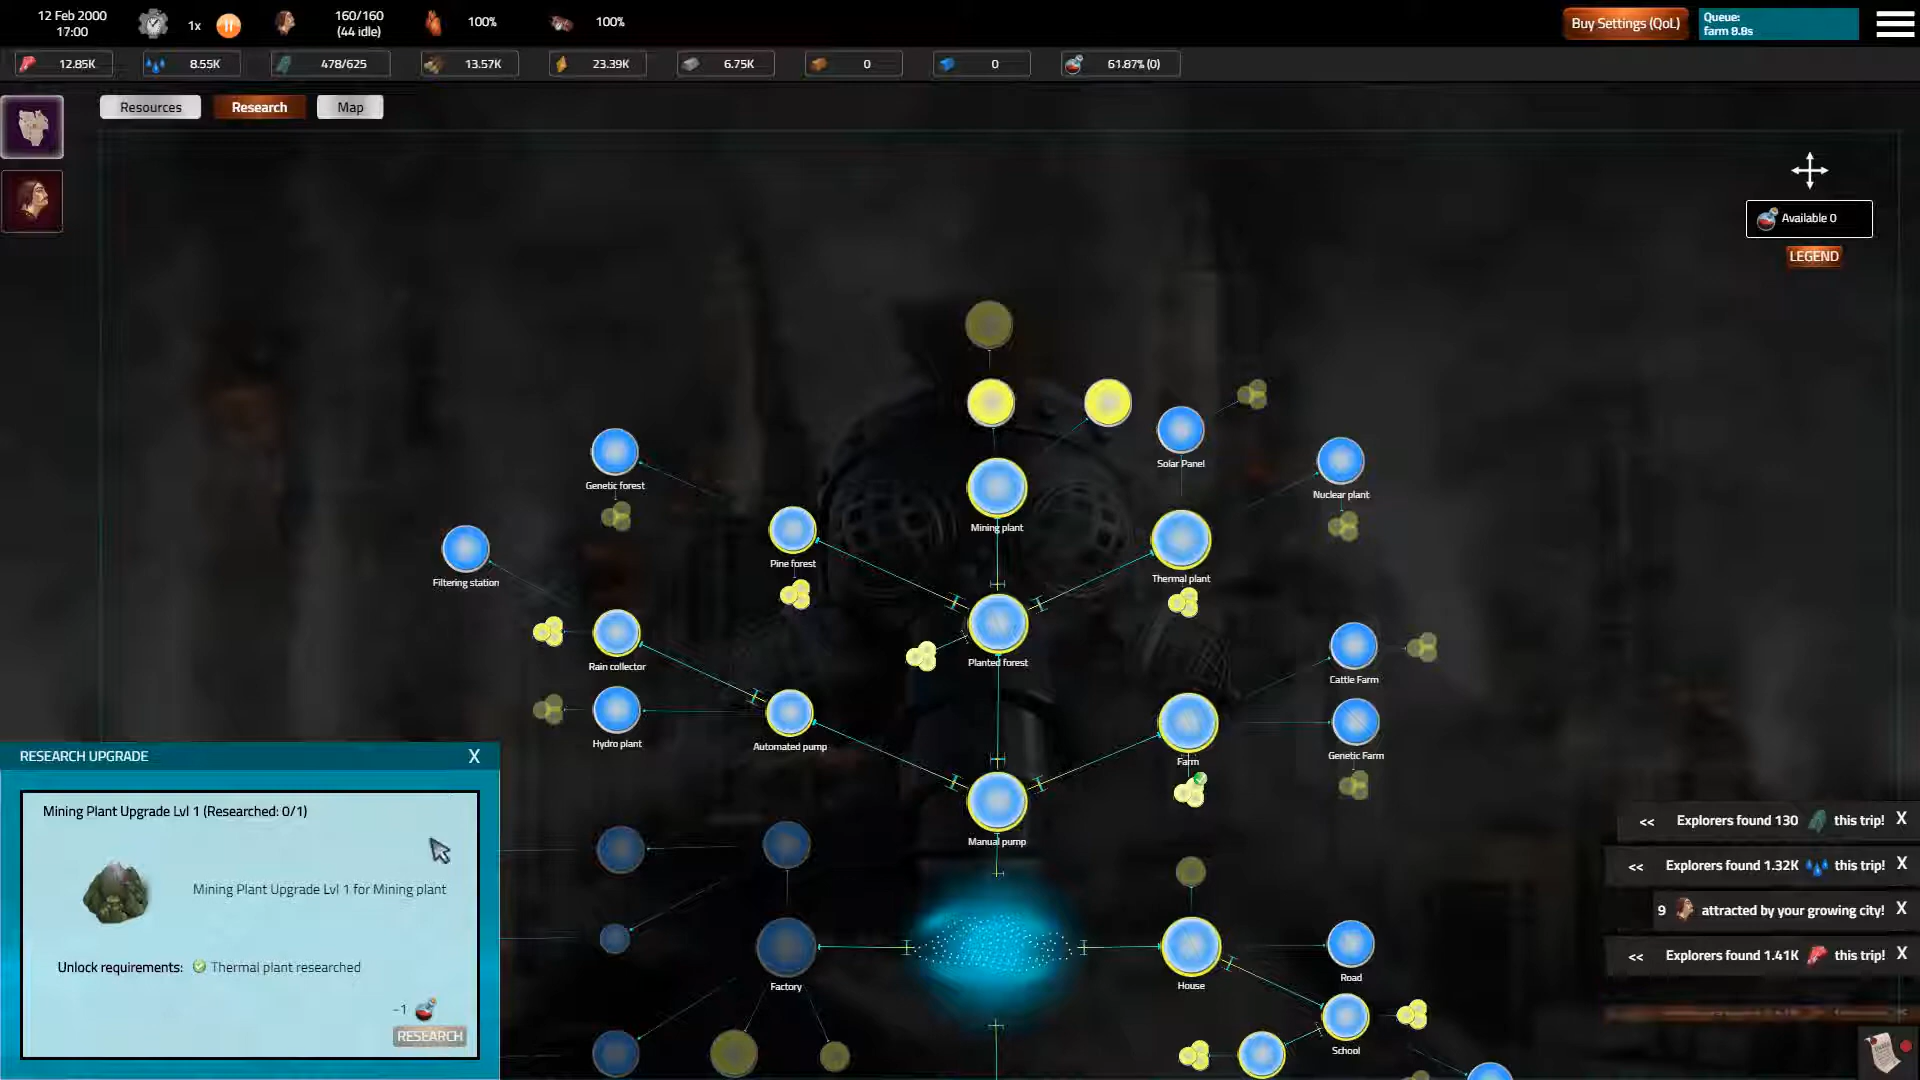 12 Feb 2000
17:00
1x
160/160
(44 idle)
100%
100%
Buy Settings (QoL)
Queue:
farm 8.8s
12.85K
8.55K
478/625
13.57K
23.39K
6.75K
0
0
61.87% (0)
Resources
Research
Map
Available 0
LEGEND
Solar Panel
Genetic forest
Nuclear plant
Mining plant
Pine forest
Thermal plant
Filtering station
Rain collector
Planted forest
Cattle Farm
Hydro plant
Automated pump
Farm
Genetic Farm
Manual pump
Factory
House
Road
School
RESEARCH UPGRADE
X
Mining Plant Upgrade Lvl 1 (Researched: 0/1)
Mining Plant Upgrade Lvl 1 for Mining plant
Unlock requirements: Thermal plant researched
-1
RESEARCH
<< Explorers found 130 this trip! X
<< Explorers found 1.32K this trip! X
9 attracted by your growing city! X
<< Explorers found 1.41K this trip! X